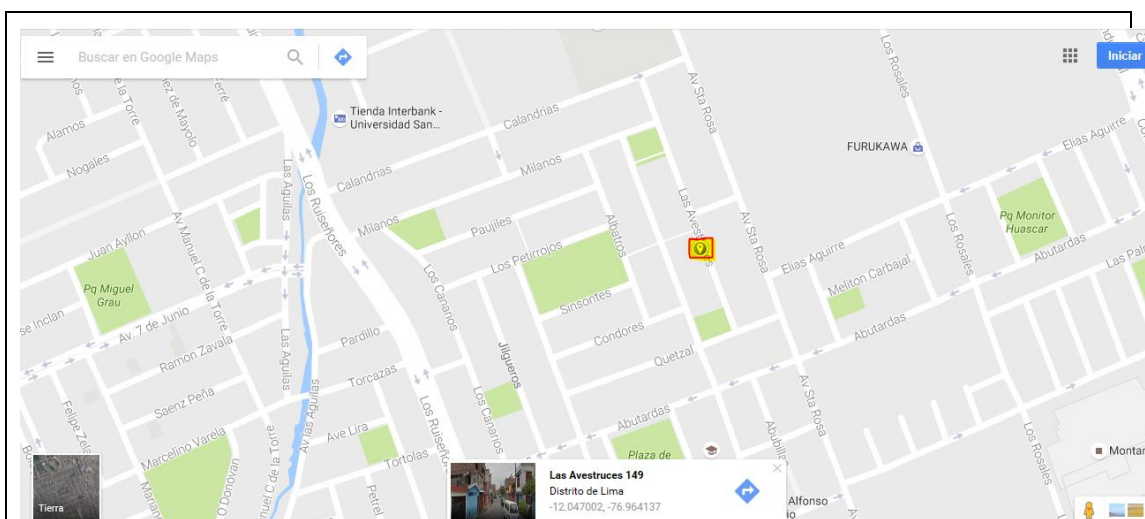 Buscar en Google Maps
Iniciar
Tienda Interbank -
Universidad San...
Calandrias
Av Sta Rosa
Los Rosales
FURUKAWA
Elias Aguirre
Alamos
Nogales
Las Aguilas
Los Ruiseñores
Calandrias
Milanos
Milanos
Paujiles
Albatros
Las Avestruces
Av Sta Rosa
Elias Aguirre
Los Rosales
Pq Monitor
Huascar
Abutardas
Juan Ayllon
Av Manuel C de la Torre
Los Petirrojos
Los Canarios
Meliton Carbajal
Pq Miguel
Grau
Av. 7 de Junio
Ramon Zavala
Las Aguilas
Pardillo
Sinsontes
Condores
Quetzal
Abutardas
Jilgueros
Torcazas
Saenz Peña
Los Canarios
Av Sta Rosa
Abutardas
Marcelino Varela
Av las Aguilas
Ave Lira
Tortolas
Plaza de
Los Rosales
O Donovan
Petrel
Tierra
Las Avestruces 149
Distrito de Lima
-12.047002, -76.964137
Alfonso